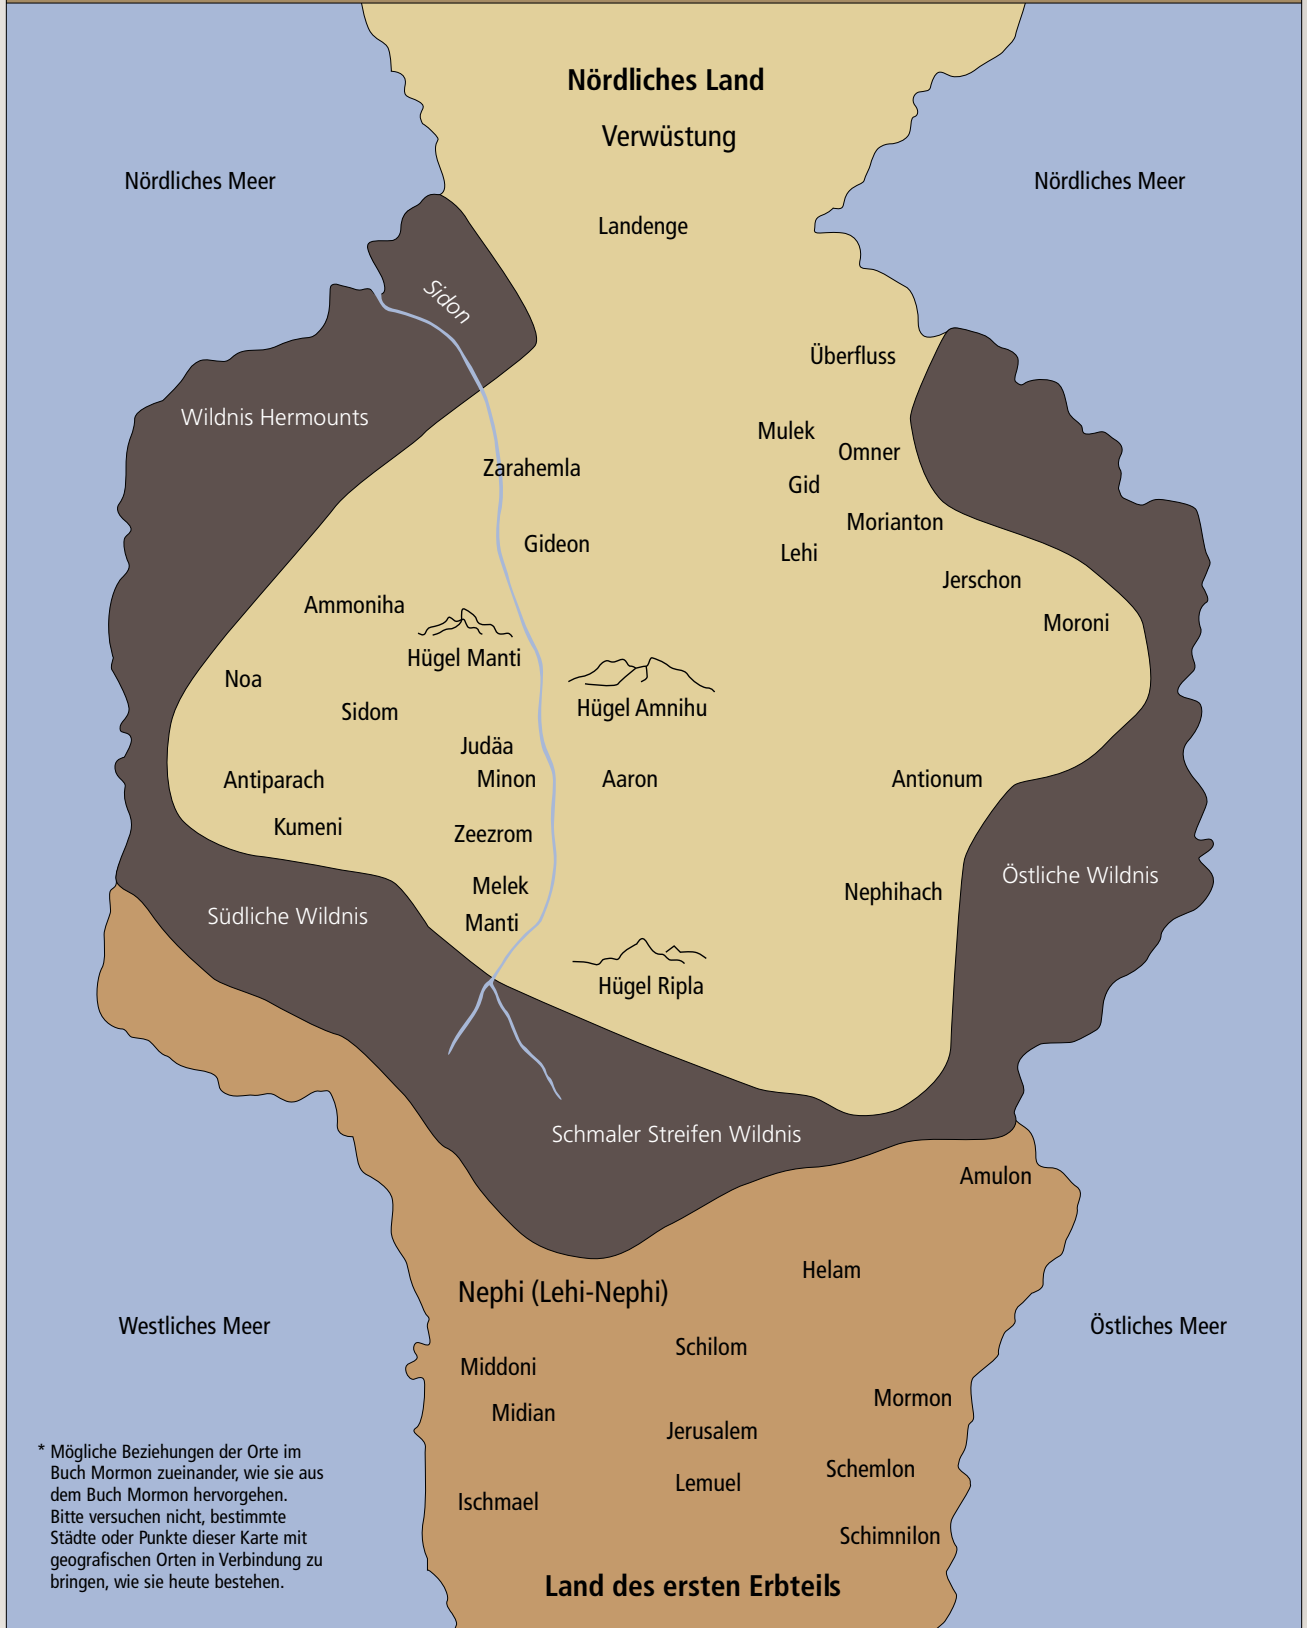 Nördliches Land
Verwüstung
Nördliches Meer
Nördliches Meer
Landenge
Sidon
Überfluss
Wildnis Hermounts
Mulek
Omner
Zarahemla
Gid
Morianton
Gideon
Lehi
Jerschon
Ammoniha
Moroni
Hügel Manti
Noa
Hügel Amnihu
Sidom
Judäa
Antiparach
Minon
Aaron
Antionum
Kumeni
Zeezrom
Östliche Wildnis
Melek
Nephihach
Südliche Wildnis
Manti
Hügel Ripla
Schmaler Streifen Wildnis
Amulon
Helam
Nephi (Lehi-Nephi)
Westliches Meer
Östliches Meer
Schilom
Middoni
Mormon
Midian
Jerusalem
Schemlon
Lemuel
Ischmael
Schimnilon
Land des ersten Erbteils
* Mögliche Beziehungen der Orte im
Buch Mormon zueinander, wie sie aus
dem Buch Mormon hervorgehen.
Bitte versuchen nicht, bestimmte
Städte oder Punkte dieser Karte mit
geografischen Orten in Verbindung zu
bringen, wie sie heute bestehen.